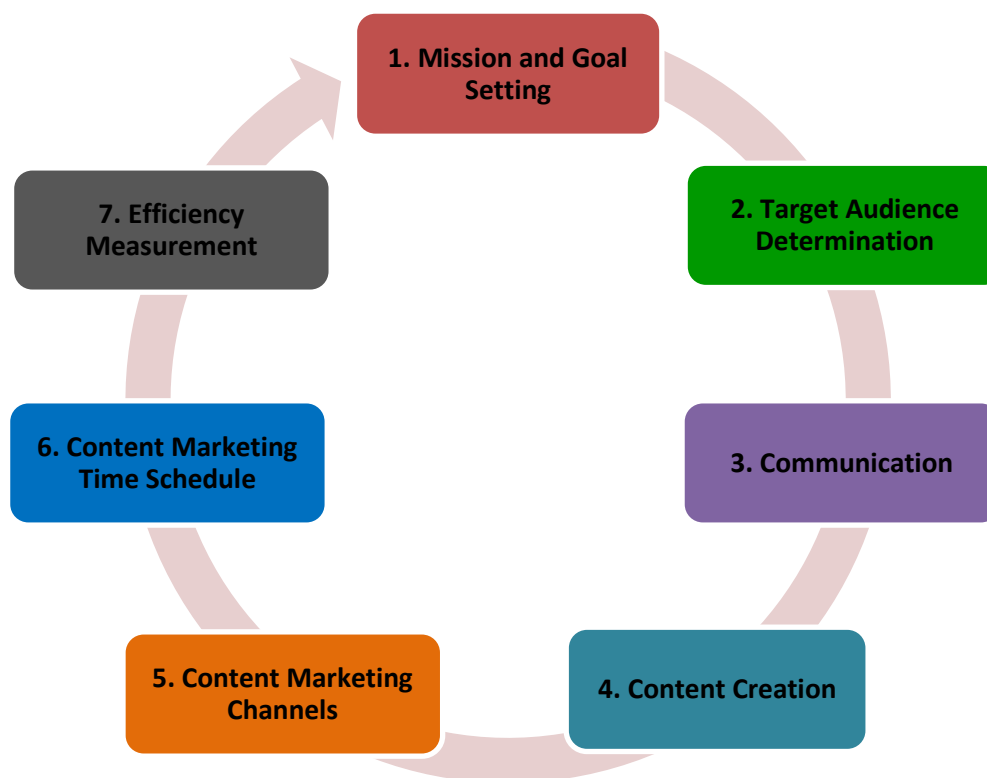 1. Mission and Goal
Setting
2. Target Audience
Determination
3. Communication
4. Content Creation
5. Content Marketing
Channels
6. Content Marketing
Time Schedule
7. Efficiency
Measurement